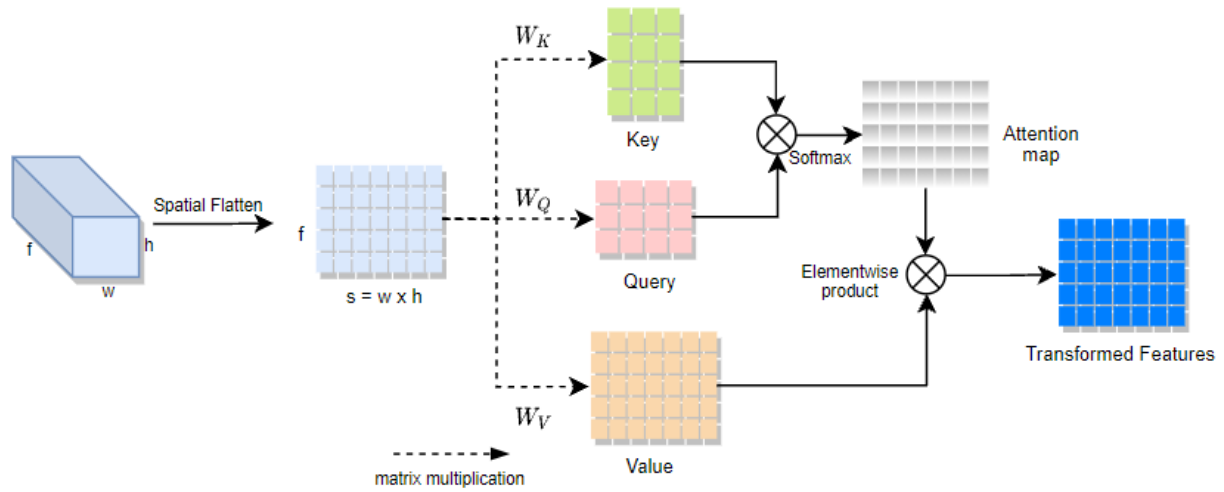 W_K
Key
Softmax
Attention
map
Spatial Flatten
f
h
w
f
s = w x h
W_Q
Query
Elementwise
product
Transformed Features
W_V
Value
matrix multiplication